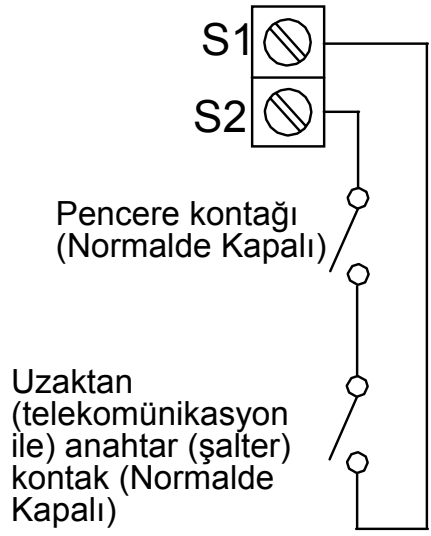 S1
S2
Pencere kontağı
(Normalde Kapalı)
Uzaktan
(telekomünikasyon
ile) anahtar (şalter)
kontak (Normalde
Kapalı)